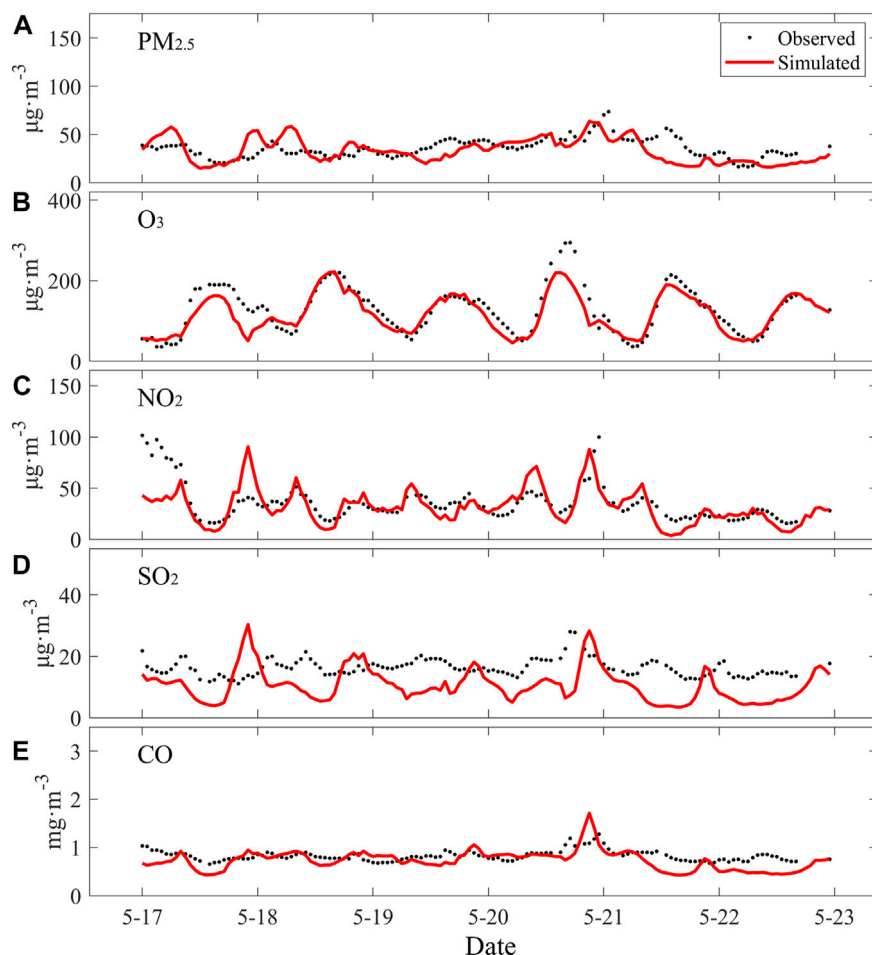 A
PM2.5
Observed
Simulated
150
100
50
0
µg·m-3
B
O3
400
200
0
µg·m-3
C
NO2
150
100
50
0
µg·m-3
D
SO2
40
20
0
µg·m-3
E
CO
3
2
1
0
mg·m-3
5-17 5-18 5-19 5-20 5-21 5-22 5-23
Date